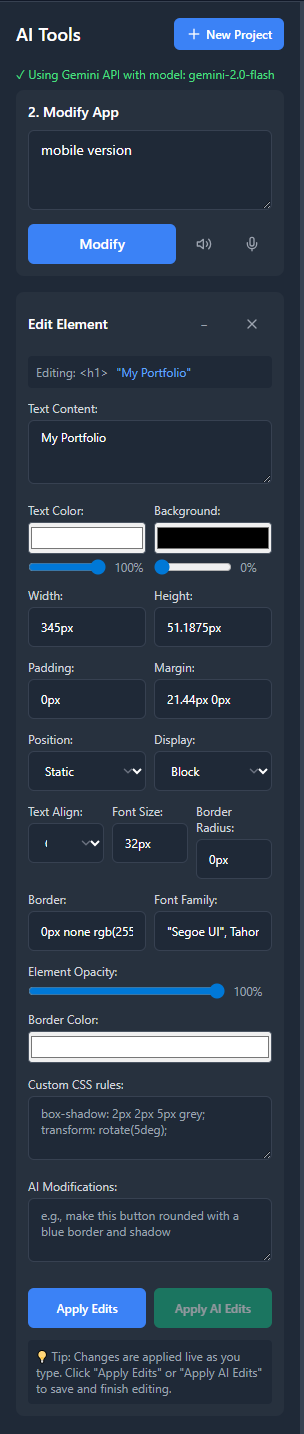 AI Tools
+ New Project
✓ Using Gemini API with model: gemini-2.0-flash
2. Modify App
mobile version
Modify
Edit Element
–
Editing: <h1> "My Portfolio"
Text Content:
My Portfolio
Text Color:
Background:
100%
0%
Width:
Height:
345px
51.1875px
Padding:
Margin:
0px
21.44px 0px
Position:
Display:
Static
Block
Text Align:
Font Size:
Border
Radius:
32px
0px
Border:
Font Family:
0px none rgb(255
"Segoe UI", Tahor
Element Opacity:
100%
Border Color:
Custom CSS rules:
box-shadow: 2px 2px 5px grey;
transform: rotate(5deg);
AI Modifications:
e.g., make this button rounded with a
blue border and shadow
Apply Edits
Apply AI Edits
💡 Tip: Changes are applied live as you
type. Click "Apply Edits" or "Apply AI Edits"
to save and finish editing.